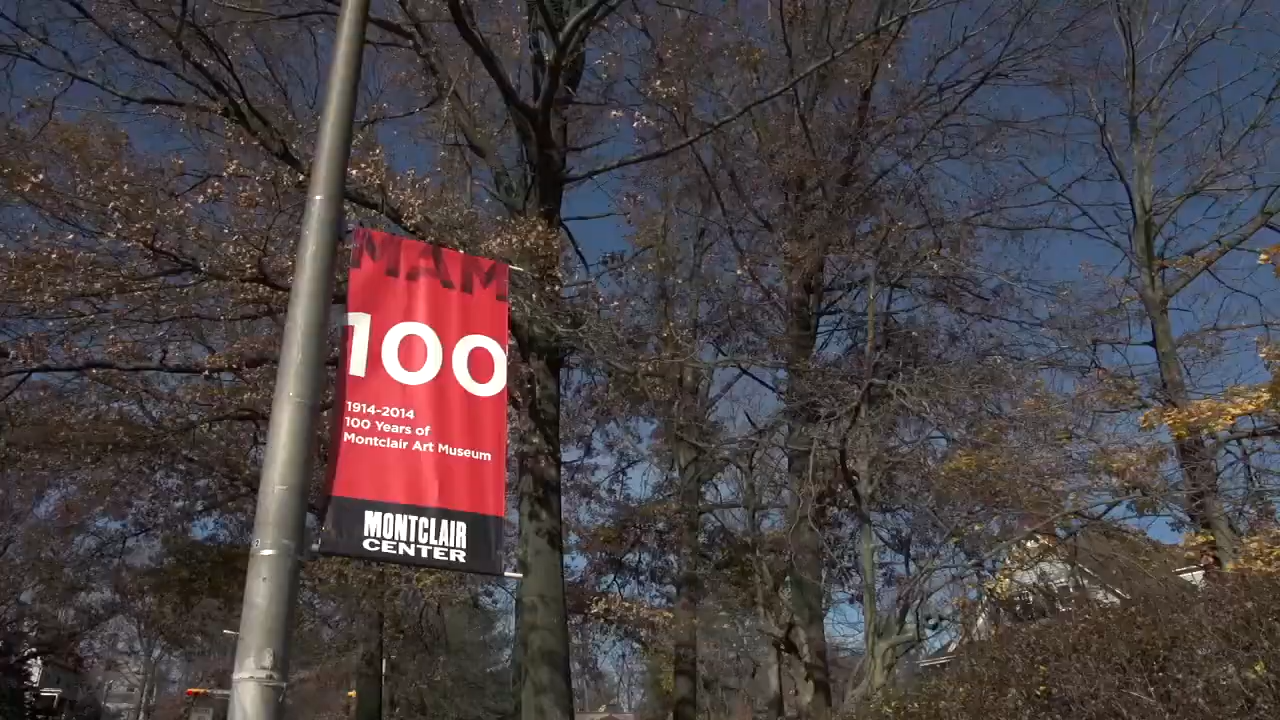 MAM
100
1914-2014
100 Years of
Montclair Art Museum
MONTCLAIR
CENTER